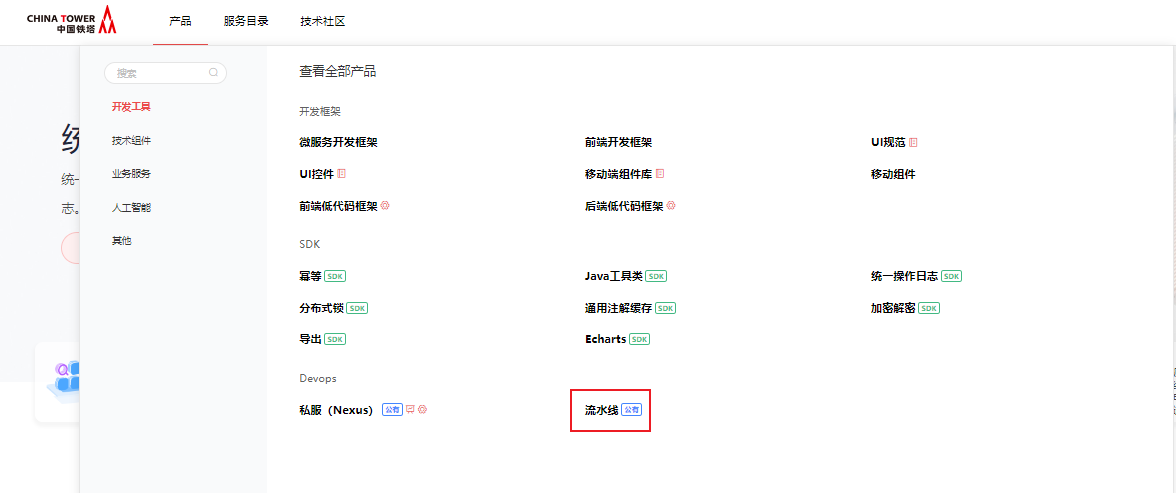 CHINA TOWER
中国铁塔
产品 服务目录 技术社区
搜索
开发工具
技术组件
业务服务
人工智能
其他
统
统一
志。
查看全部产品
开发框架
微服务开发框架 前端开发框架 UI规范
UI控件 移动端组件库 移动组件
前端低代码框架 后端低代码框架
SDK
幂等 SDK Java工具类 SDK 统一操作日志 SDK
分布式锁 SDK 通用注解缓存 SDK 加密解密 SDK
导出 SDK Echarts SDK
Devops
私服（Nexus） 公有 流水线 公有